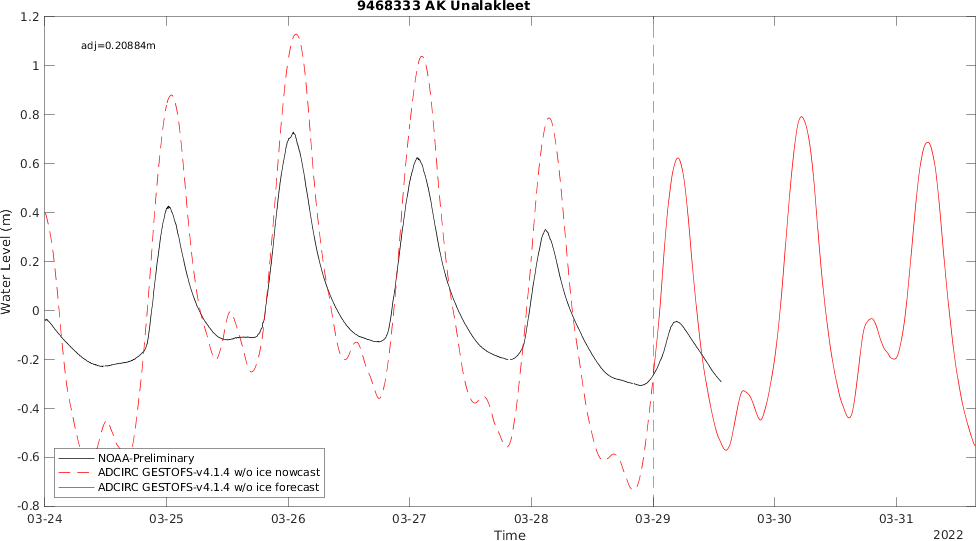 9468333 AK Unalakleet
adj=0.20884m
1.2
1
0.8
0.6
0.4
0.2
0
-0.2
-0.4
-0.6
-0.8
Water Level (m)
NOAA-Preliminary
ADCIRC GESTOFS-v4.1.4 w/o ice nowcast
ADCIRC GESTOFS-v4.1.4 w/o ice forecast
03-24 03-25 03-26 03-27 03-28 03-29 03-30 03-31
Time
2022